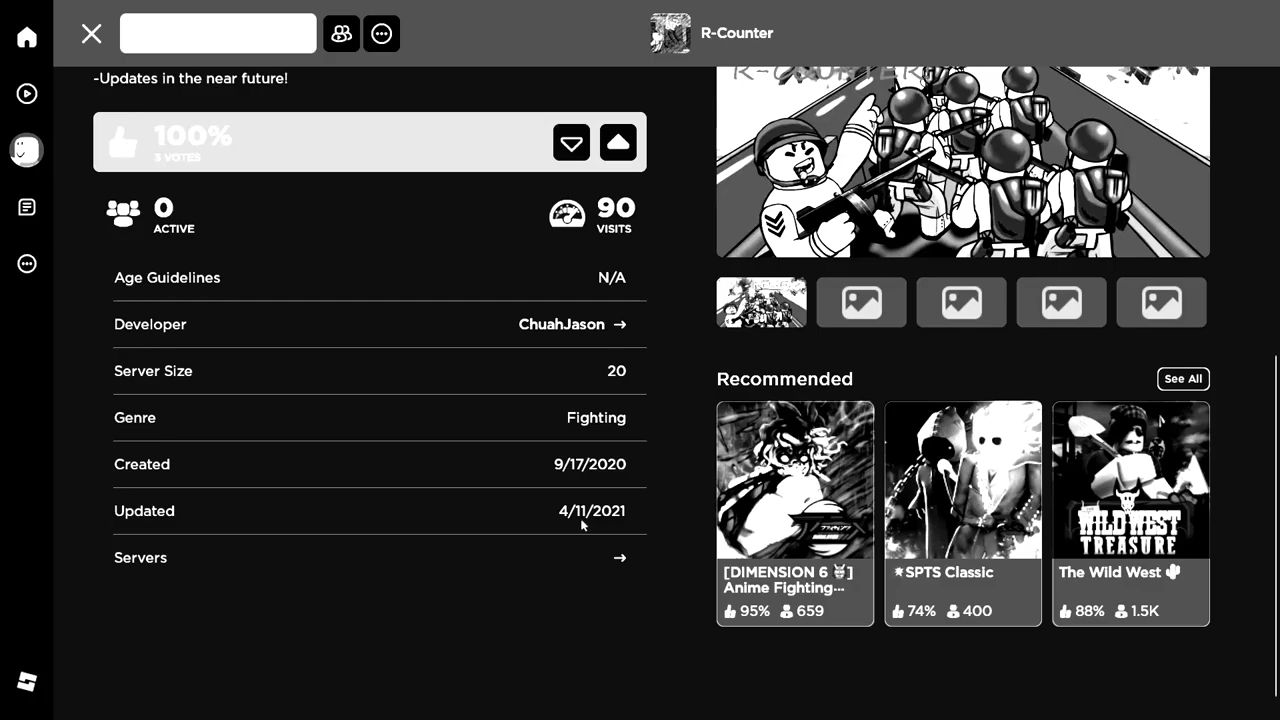 R-Counter
-Updates in the near future!
R-COUNTER
100%
3 VOTES
0
ACTIVE
90
VISITS
Age Guidelines N/A
Developer ChuahJason →
Server Size 20
Genre Fighting
Created 9/17/2020
Updated 4/11/2021
Servers →
Recommended
See All
WILD WEST
TREASURE
[DIMENSION 6 👹]
Anime Fighting...
95% 659
✷SPTS Classic
74% 400
The Wild West 🌵
88% 1.5K